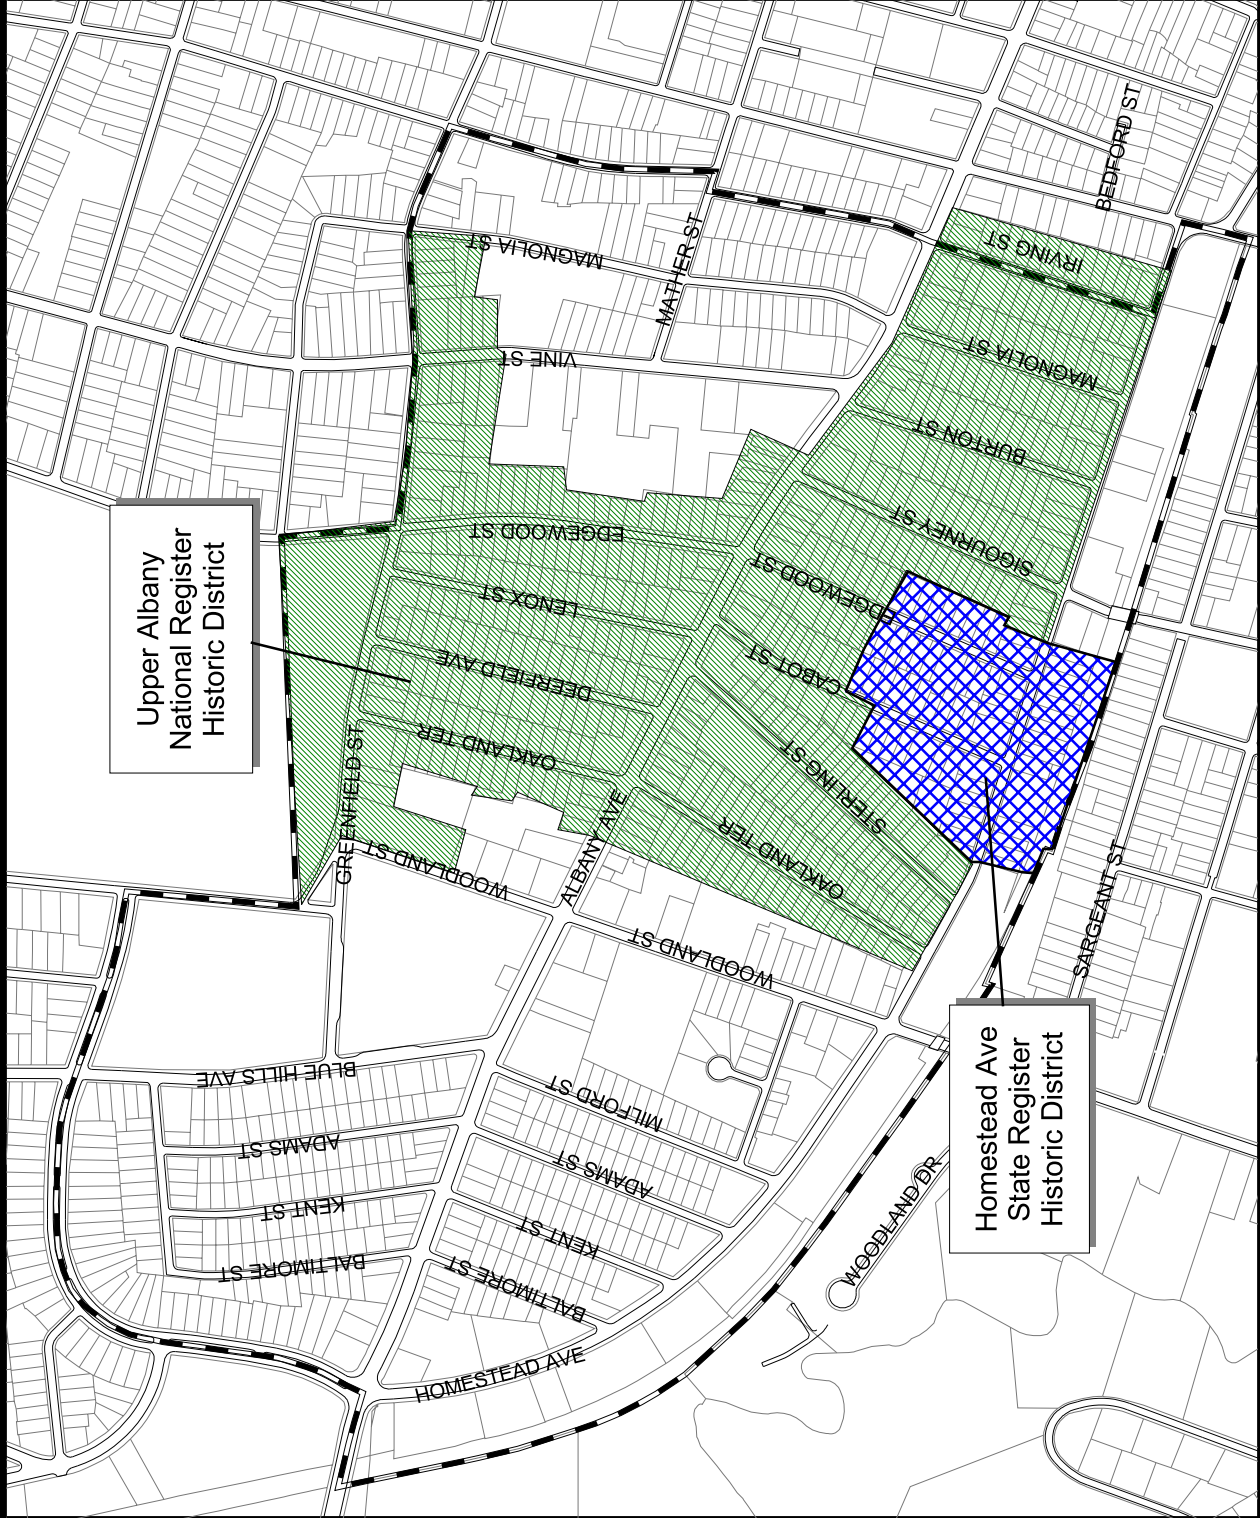 BEDFORD ST
IRVING ST
MAGNOLIA ST
MATHER ST
VINE ST
MAGNOLIA ST
BURTON ST
SIGOURNEY ST
EDGEWOOD ST
EDGEWOOD ST
LENOX ST
DEERFIELD AVE
CABOT ST
OAKLAND TER
STERLING ST
GREENFIELD ST
WOODLAND ST
ALBANY AVE
OAKLAND TER
SARGEANT ST
WOODLAND ST
Upper Albany
National Register
Historic District
Homestead Ave
State Register
Historic District
BLUE HILLS AVE
MILFORD ST
ADAMS ST
ADAMS ST
KENT ST
KENT ST
BALTIMORE ST
BALTIMORE ST
WOODLAND DR
HOMESTEAD AVE